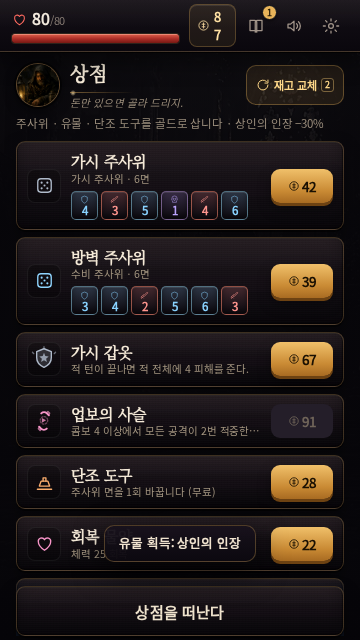 80/80
87
1
상점
돈만 있으면 골라 드리지.
재고 교체 2
주사위 · 유물 · 단조 도구를 골드로 삽니다 · 상인의 인장 −30%
가시 주사위
가시 주사위 · 6면
4 3 5 1 4 6
42
방벽 주사위
수비 주사위 · 6면
3 4 2 5 6 3
39
가시 갑옷
적 턴이 끝나면 적 전체에 4 피해를 준다.
67
업보의 사슬
콤보 4 이상에서 모든 공격이 2번 적중한…
91
단조 도구
주사위 면을 1회 바꿉니다 (무료)
28
회복
체력 25
22
유물 획득: 상인의 인장
상점을 떠난다